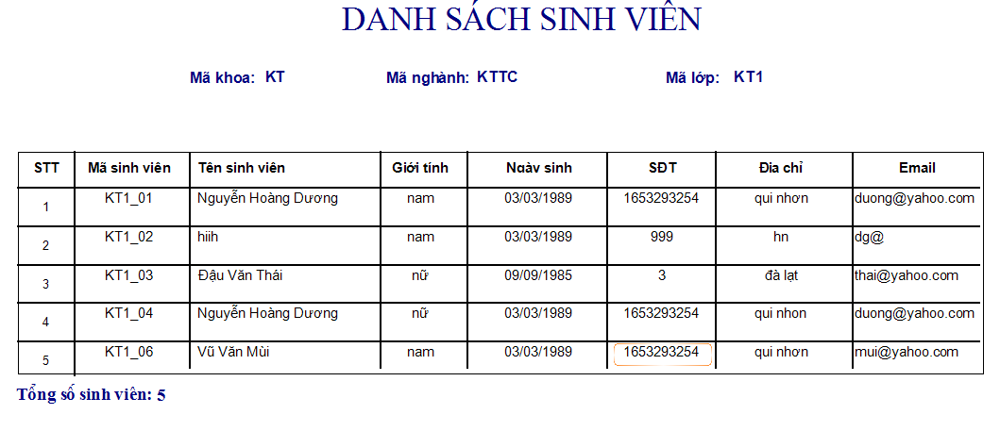 DANH SÁCH SINH VIÊN
Mã khoa: KT Mã nghành: KTTC Mã lớp: KT1
STT Mã sinh viên Tên sinh viên Giới tính Ngày sinh SĐT Địa chỉ Email
1 KT1_01 Nguyễn Hoàng Dương nam 03/03/1989 1653293254 qui nhơn duong@yahoo.com
2 KT1_02 hiih nam 03/03/1989 999 hn dg@
3 KT1_03 Đậu Văn Thái nữ 09/09/1985 3 đà lạt thai@yahoo.com
4 KT1_04 Nguyễn Hoàng Dương nữ 03/03/1989 1653293254 qui nhon duong@yahoo.com
5 KT1_06 Vũ Văn Mùi nam 03/03/1989 1653293254 qui nhơn mui@yahoo.com
Tổng số sinh viên: 5